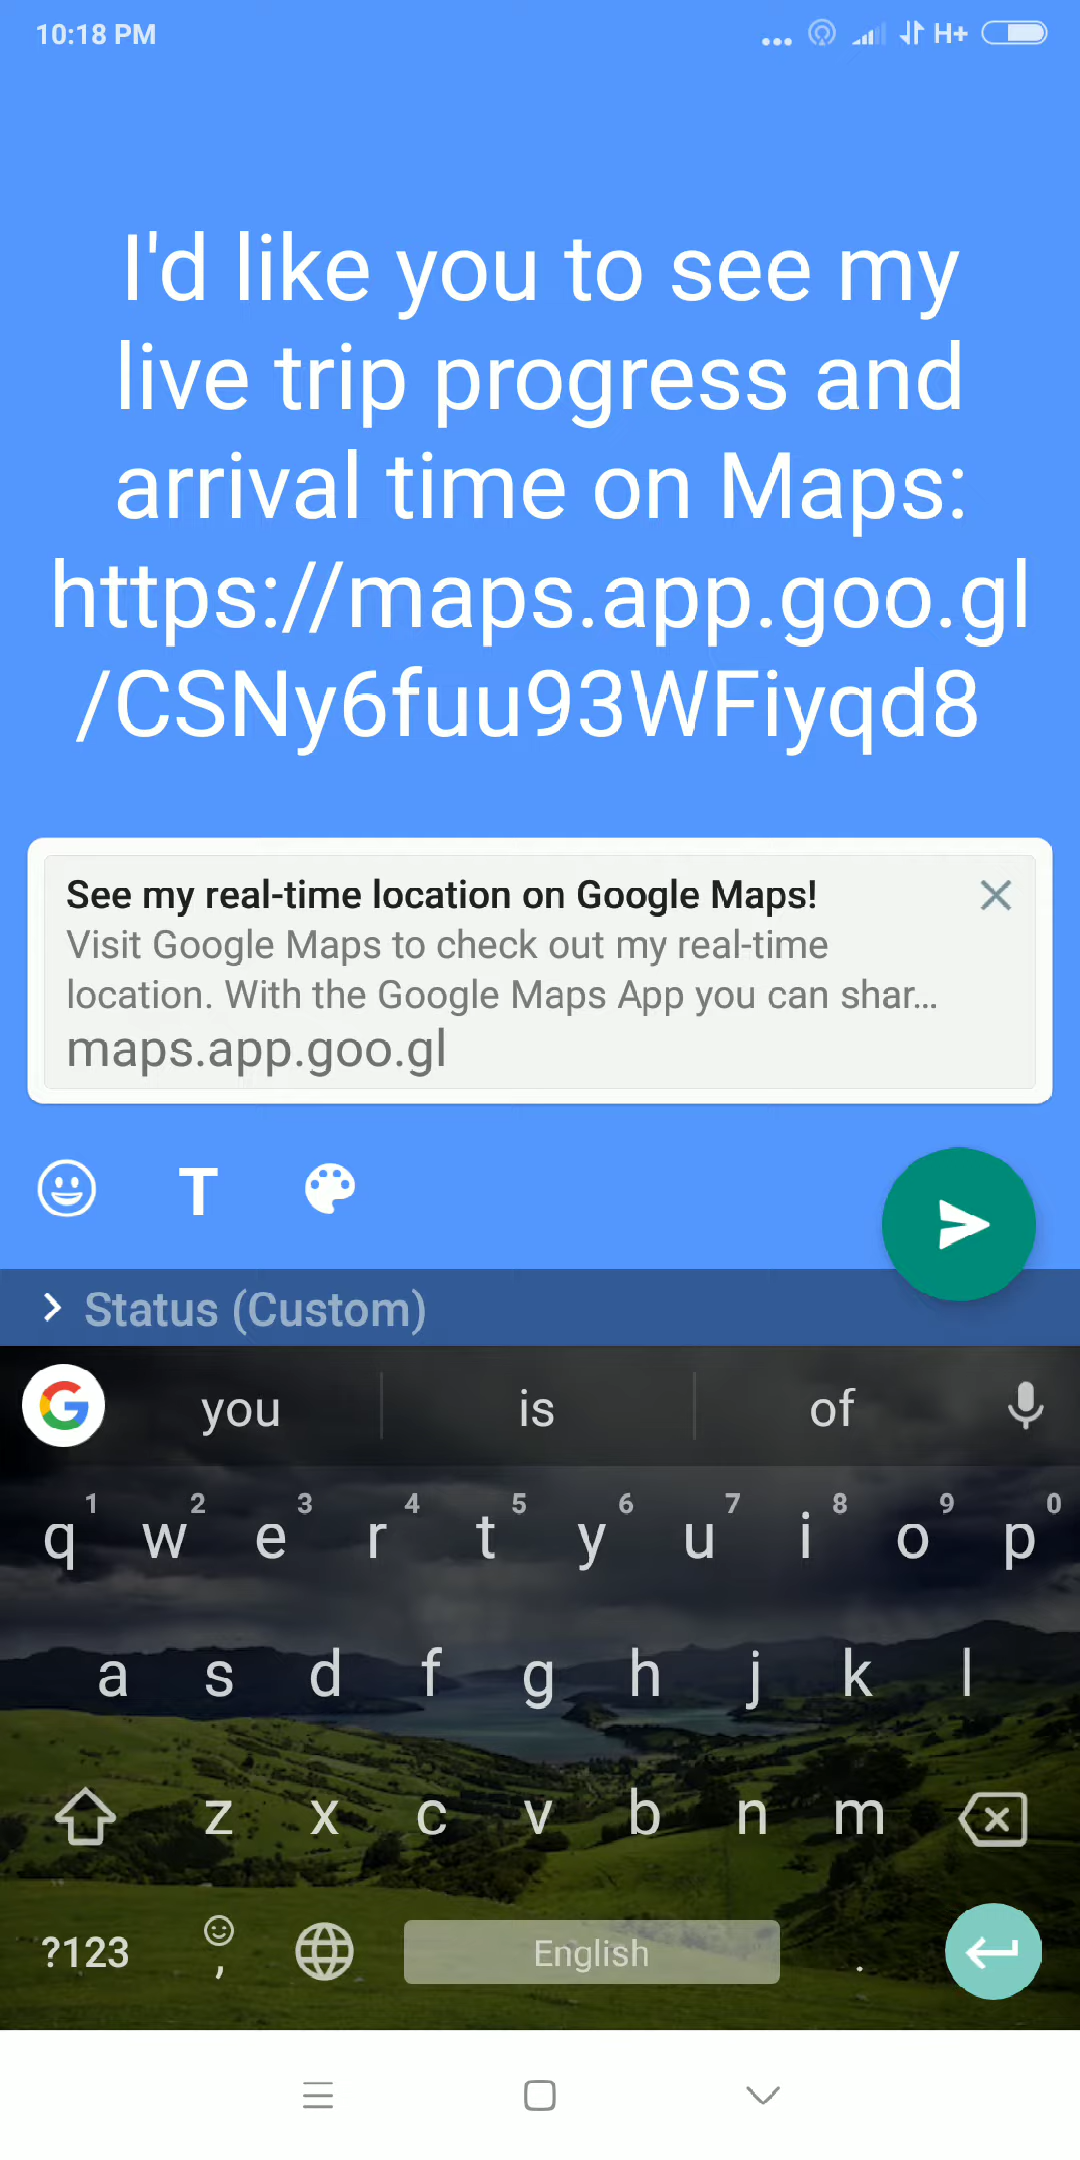 10:18 PM
H+
I'd like you to see my
live trip progress and
arrival time on Maps:
https://maps.app.goo.gl
/CSNy6fuu93WFiyqd8
See my real-time location on Google Maps!
Visit Google Maps to check out my real-time
location. With the Google Maps App you can shar...
maps.app.goo.gl
T
Status (Custom)
G you is of
1 2 3 4 5 6 7 8 9 0
q w e r t y u i o p
a s d f g h j k l
z x c v b n m
?123 , English .